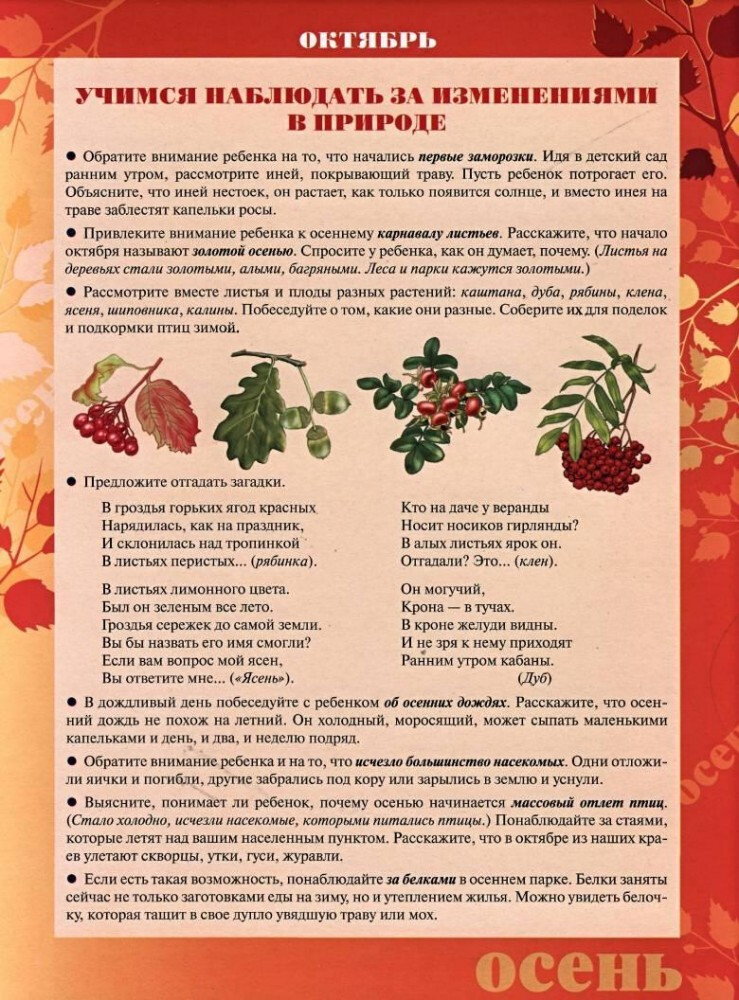 ОКТЯБРЬ
УЧИМСЯ НАБЛЮДАТЬ ЗА ИЗМЕНЕНИЯМИ
В ПРИРОДЕ
● Обратите внимание ребенка на то, что начались первые заморозки. Идя в детский сад
ранним утром, рассмотрите иней, покрывающий траву. Пусть ребенок потрогает его.
Объясните, что иней нестоек, он растает, как только появится солнце, и вместо инея на
траве заблестят капельки росы.
● Привлеките внимание ребенка к осеннему карнавалу листьев. Расскажите, что начало
октября называют золотой осенью. Спросите у ребенка, как он думает, почему. (Листья на
деревьях стали золотыми, алыми, багряными. Леса и парки кажутся золотыми.)
● Рассмотрите вместе листья и плоды разных растений: каштана, дуба, рябины, клена,
ясеня, шиповника, калины. Побеседуйте о том, какие они разные. Соберите их для поделок
и подкормки птиц зимой.
● Предложите отгадать загадки.
В гроздья горьких ягод красных
Нарядилась, как на праздник,
И склонилась над тропинкой
В листьях перистых... (рябинка).
В листьях лимонного цвета.
Был он зеленым все лето.
Гроздья сережек до самой земли.
Вы бы назвать его имя смогли?
Если вам вопрос мой ясен,
Вы ответите мне... («Ясень»).
Кто на даче у веранды
Носит носиков гирлянды?
В алых листьях ярок он.
Отгадали? Это... (клен).
Он могучий,
Крона — в тучах.
В кроне желуди видны.
И не зря к нему приходят
Ранним утром кабаны.
(Дуб)
● В дождливый день побеседуйте с ребенком об осенних дождях. Расскажите, что осен-
ний дождь не похож на летний. Он холодный, моросящий, может сыпать маленькими
капельками и день, и два, и неделю подряд.
● Обратите внимание ребенка и на то, что исчезло большинство насекомых. Одни отложи-
ли яички и погибли, другие забрались под кору или зарылись в землю и уснули.
● Выясните, понимает ли ребенок, почему осенью начинается массовый отлет птиц.
(Стало холодно, исчезли насекомые, которыми питались птицы.) Понаблюдайте за стаями,
которые летят над вашим населенным пунктом. Расскажите, что в октябре из наших кра-
ев улетают скворцы, утки, гуси, журавли.
● Если есть такая возможность, понаблюдайте за белками в осеннем парке. Белки заняты
сейчас не только заготовками еды на зиму, но и утеплением жилья. Можно увидеть белоч-
ку, которая тащит в свое дупло увядшую траву или мох.
осень